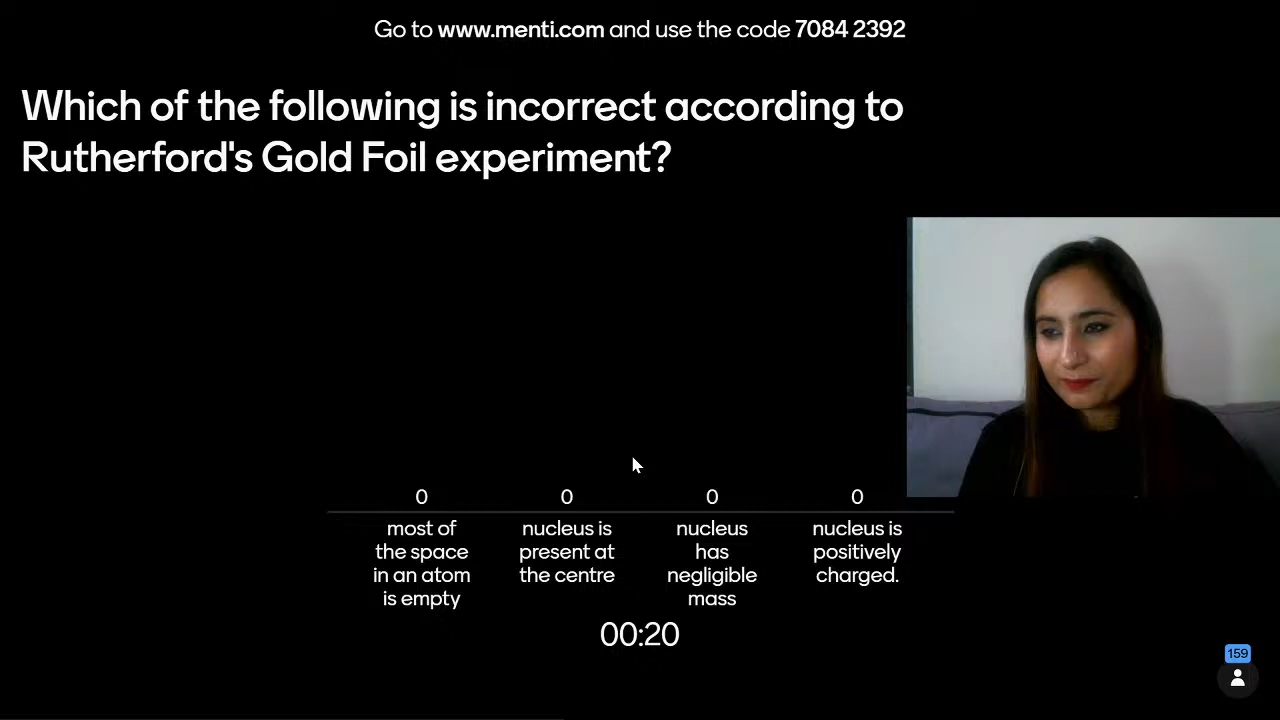 Go to www.menti.com and use the code 7084 2392
Which of the following is incorrect according to
Rutherford's Gold Foil experiment?
0
0
0
0
most of
the space
in an atom
is empty
nucleus is
present at
the centre
nucleus
has
negligible
mass
nucleus is
positively
charged.
00:20
159